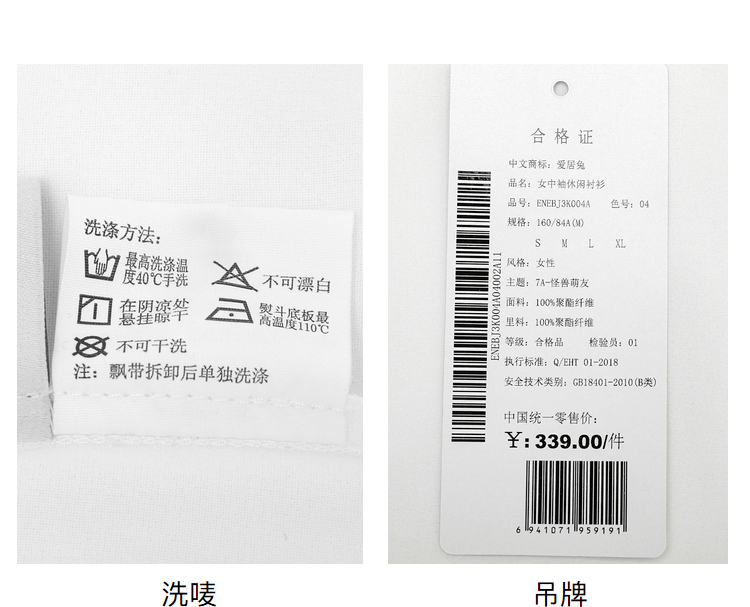 洗涤方法:
最高洗涤温
度40℃手洗
不可漂白
在阴凉处
悬挂晾干
熨斗底板最
高温度110℃
不可干洗
注: 飘带拆卸后单独洗涤
洗唛
合格证
中文商标: 爱居兔
品名: 女中袖休闲衬衫
品号: ENEBJ3K004A 色号: 04
规格: 160/84A(M)
S M L XL
风格: 女性
主题: 7A-怪兽萌友
面料: 100%聚酯纤维
里料: 100%聚酯纤维
等级: 合格品 检验员: 01
执行标准: Q/EHT 01-2018
安全技术类别: GB18401-2010(B类)
ENEBJ3K004A04002A11
中国统一零售价:
¥: 339.00/件
6 941071 959191
吊牌